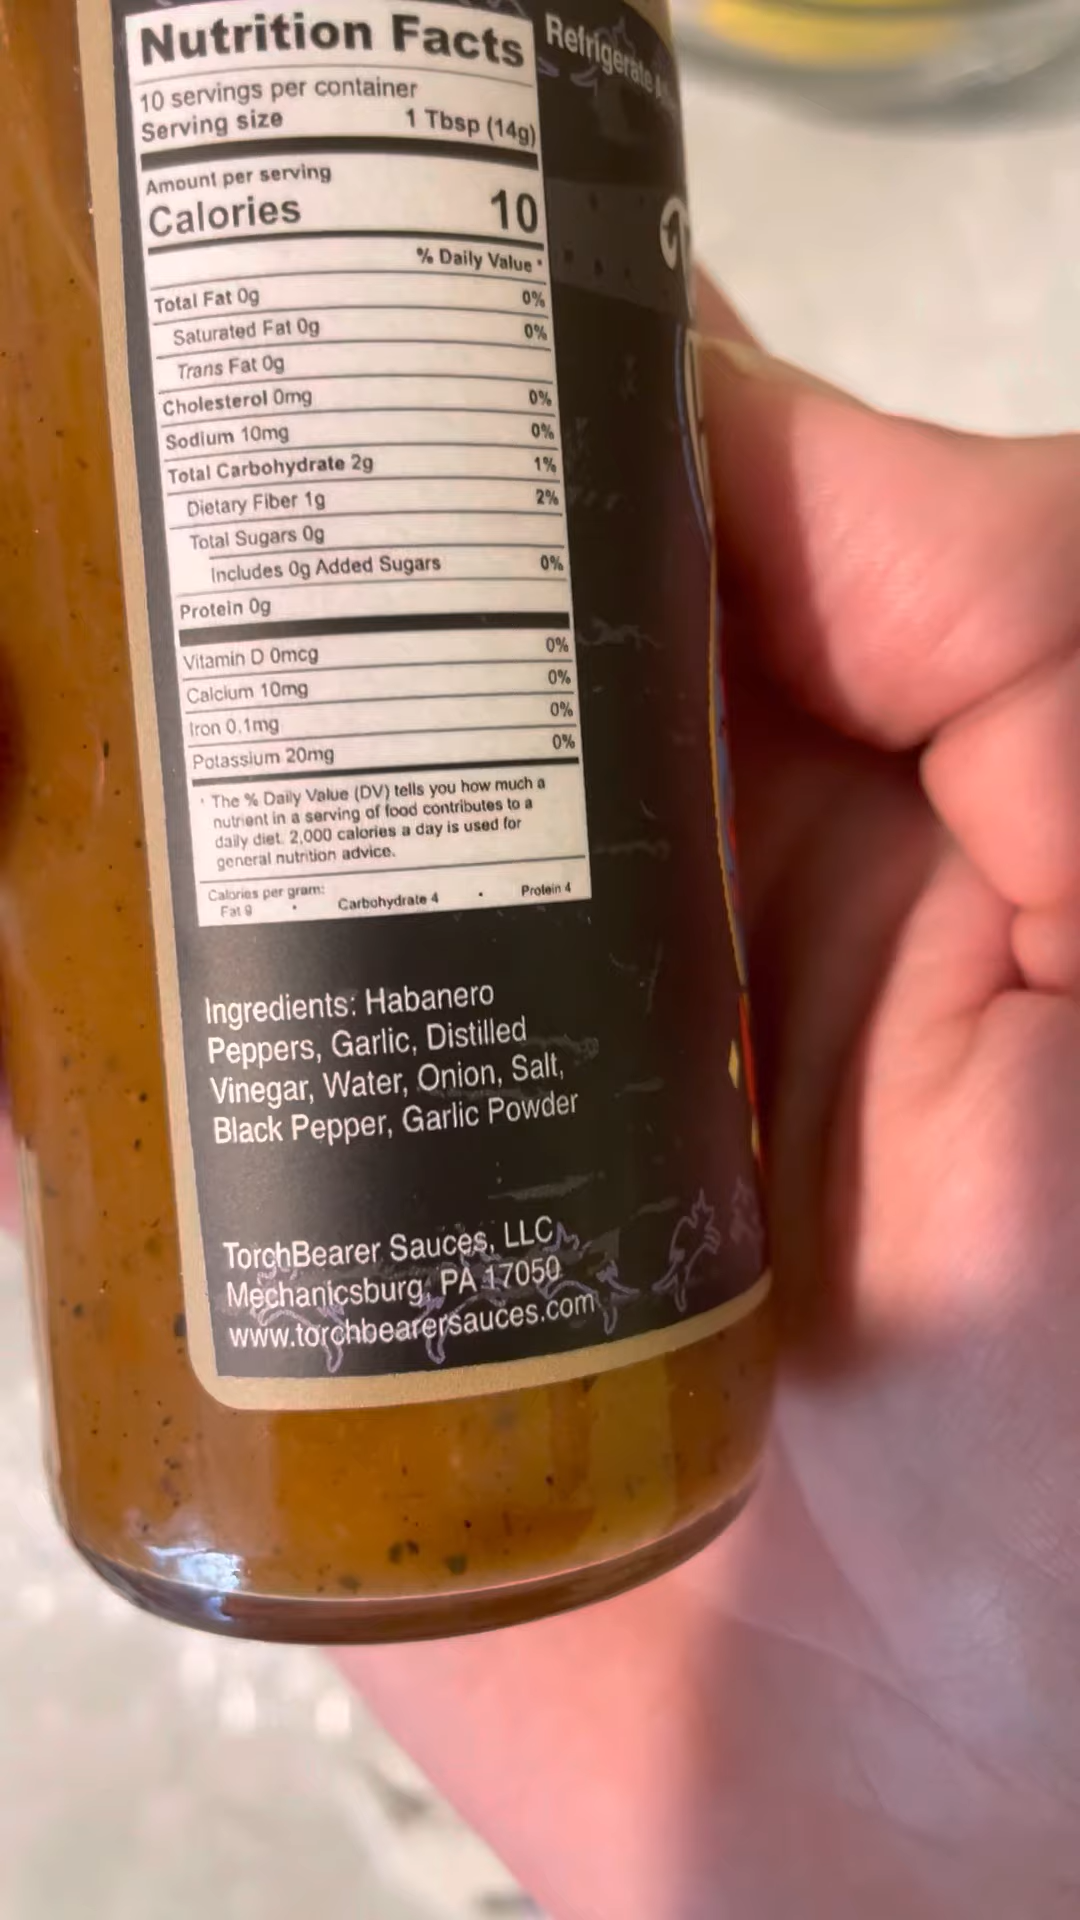 Nutrition Facts
10 servings per container
Serving size 1 Tbsp (14g)
Amount per serving
Calories 10
% Daily Value *
Total Fat 0g 0%
Saturated Fat 0g 0%
Trans Fat 0g
Cholesterol 0mg 0%
Sodium 10mg 0%
Total Carbohydrate 2g 1%
Dietary Fiber 1g 2%
Total Sugars 0g
Includes 0g Added Sugars 0%
Protein 0g
Vitamin D 0mcg 0%
Calcium 10mg 0%
Iron 0.1mg 0%
Potassium 20mg 0%
* The % Daily Value (DV) tells you how much a
nutrient in a serving of food contributes to a
daily diet. 2,000 calories a day is used for
general nutrition advice.
Calories per gram:
Fat 9 • Carbohydrate 4 • Protein 4
Refrigerate
Ingredients: Habanero
Peppers, Garlic, Distilled
Vinegar, Water, Onion, Salt,
Black Pepper, Garlic Powder
TorchBearer Sauces, LLC
Mechanicsburg, PA 17050
www.torchbearersauces.com